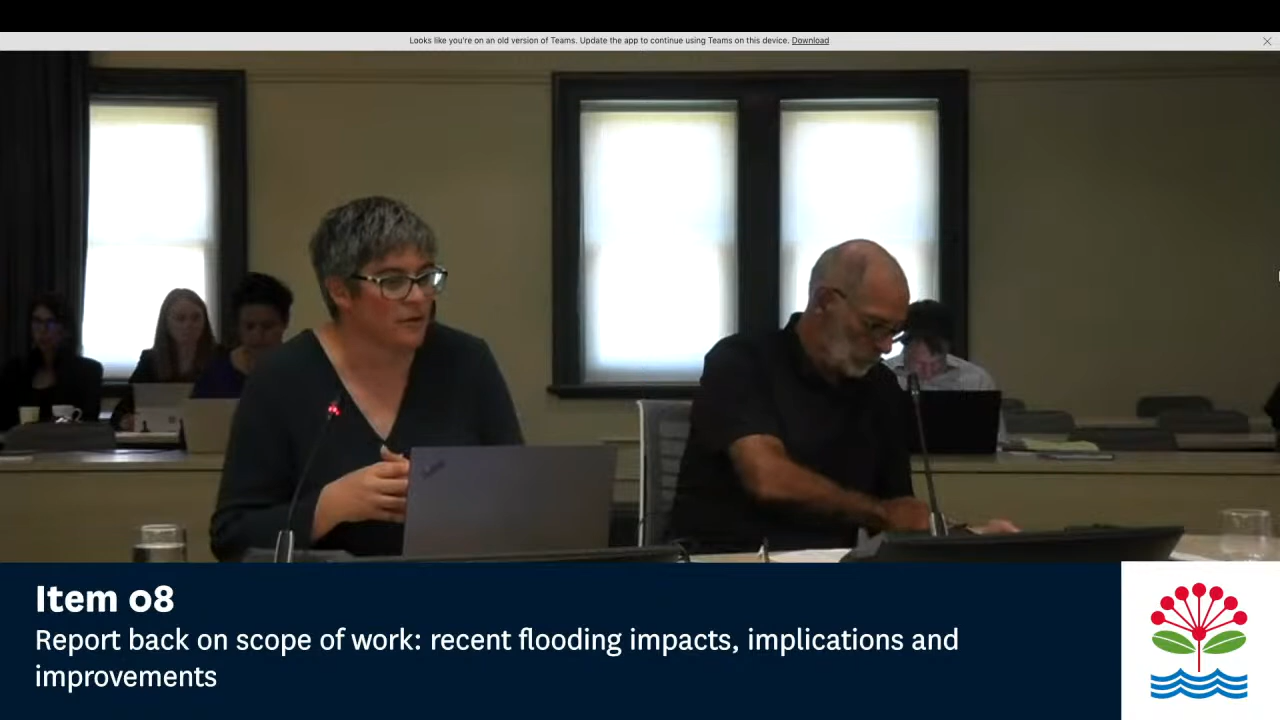 Looks like you're on an old version of Teams. Update the app to continue using Teams on this device. Download
Item 08
Report back on scope of work: recent flooding impacts, implications and
improvements